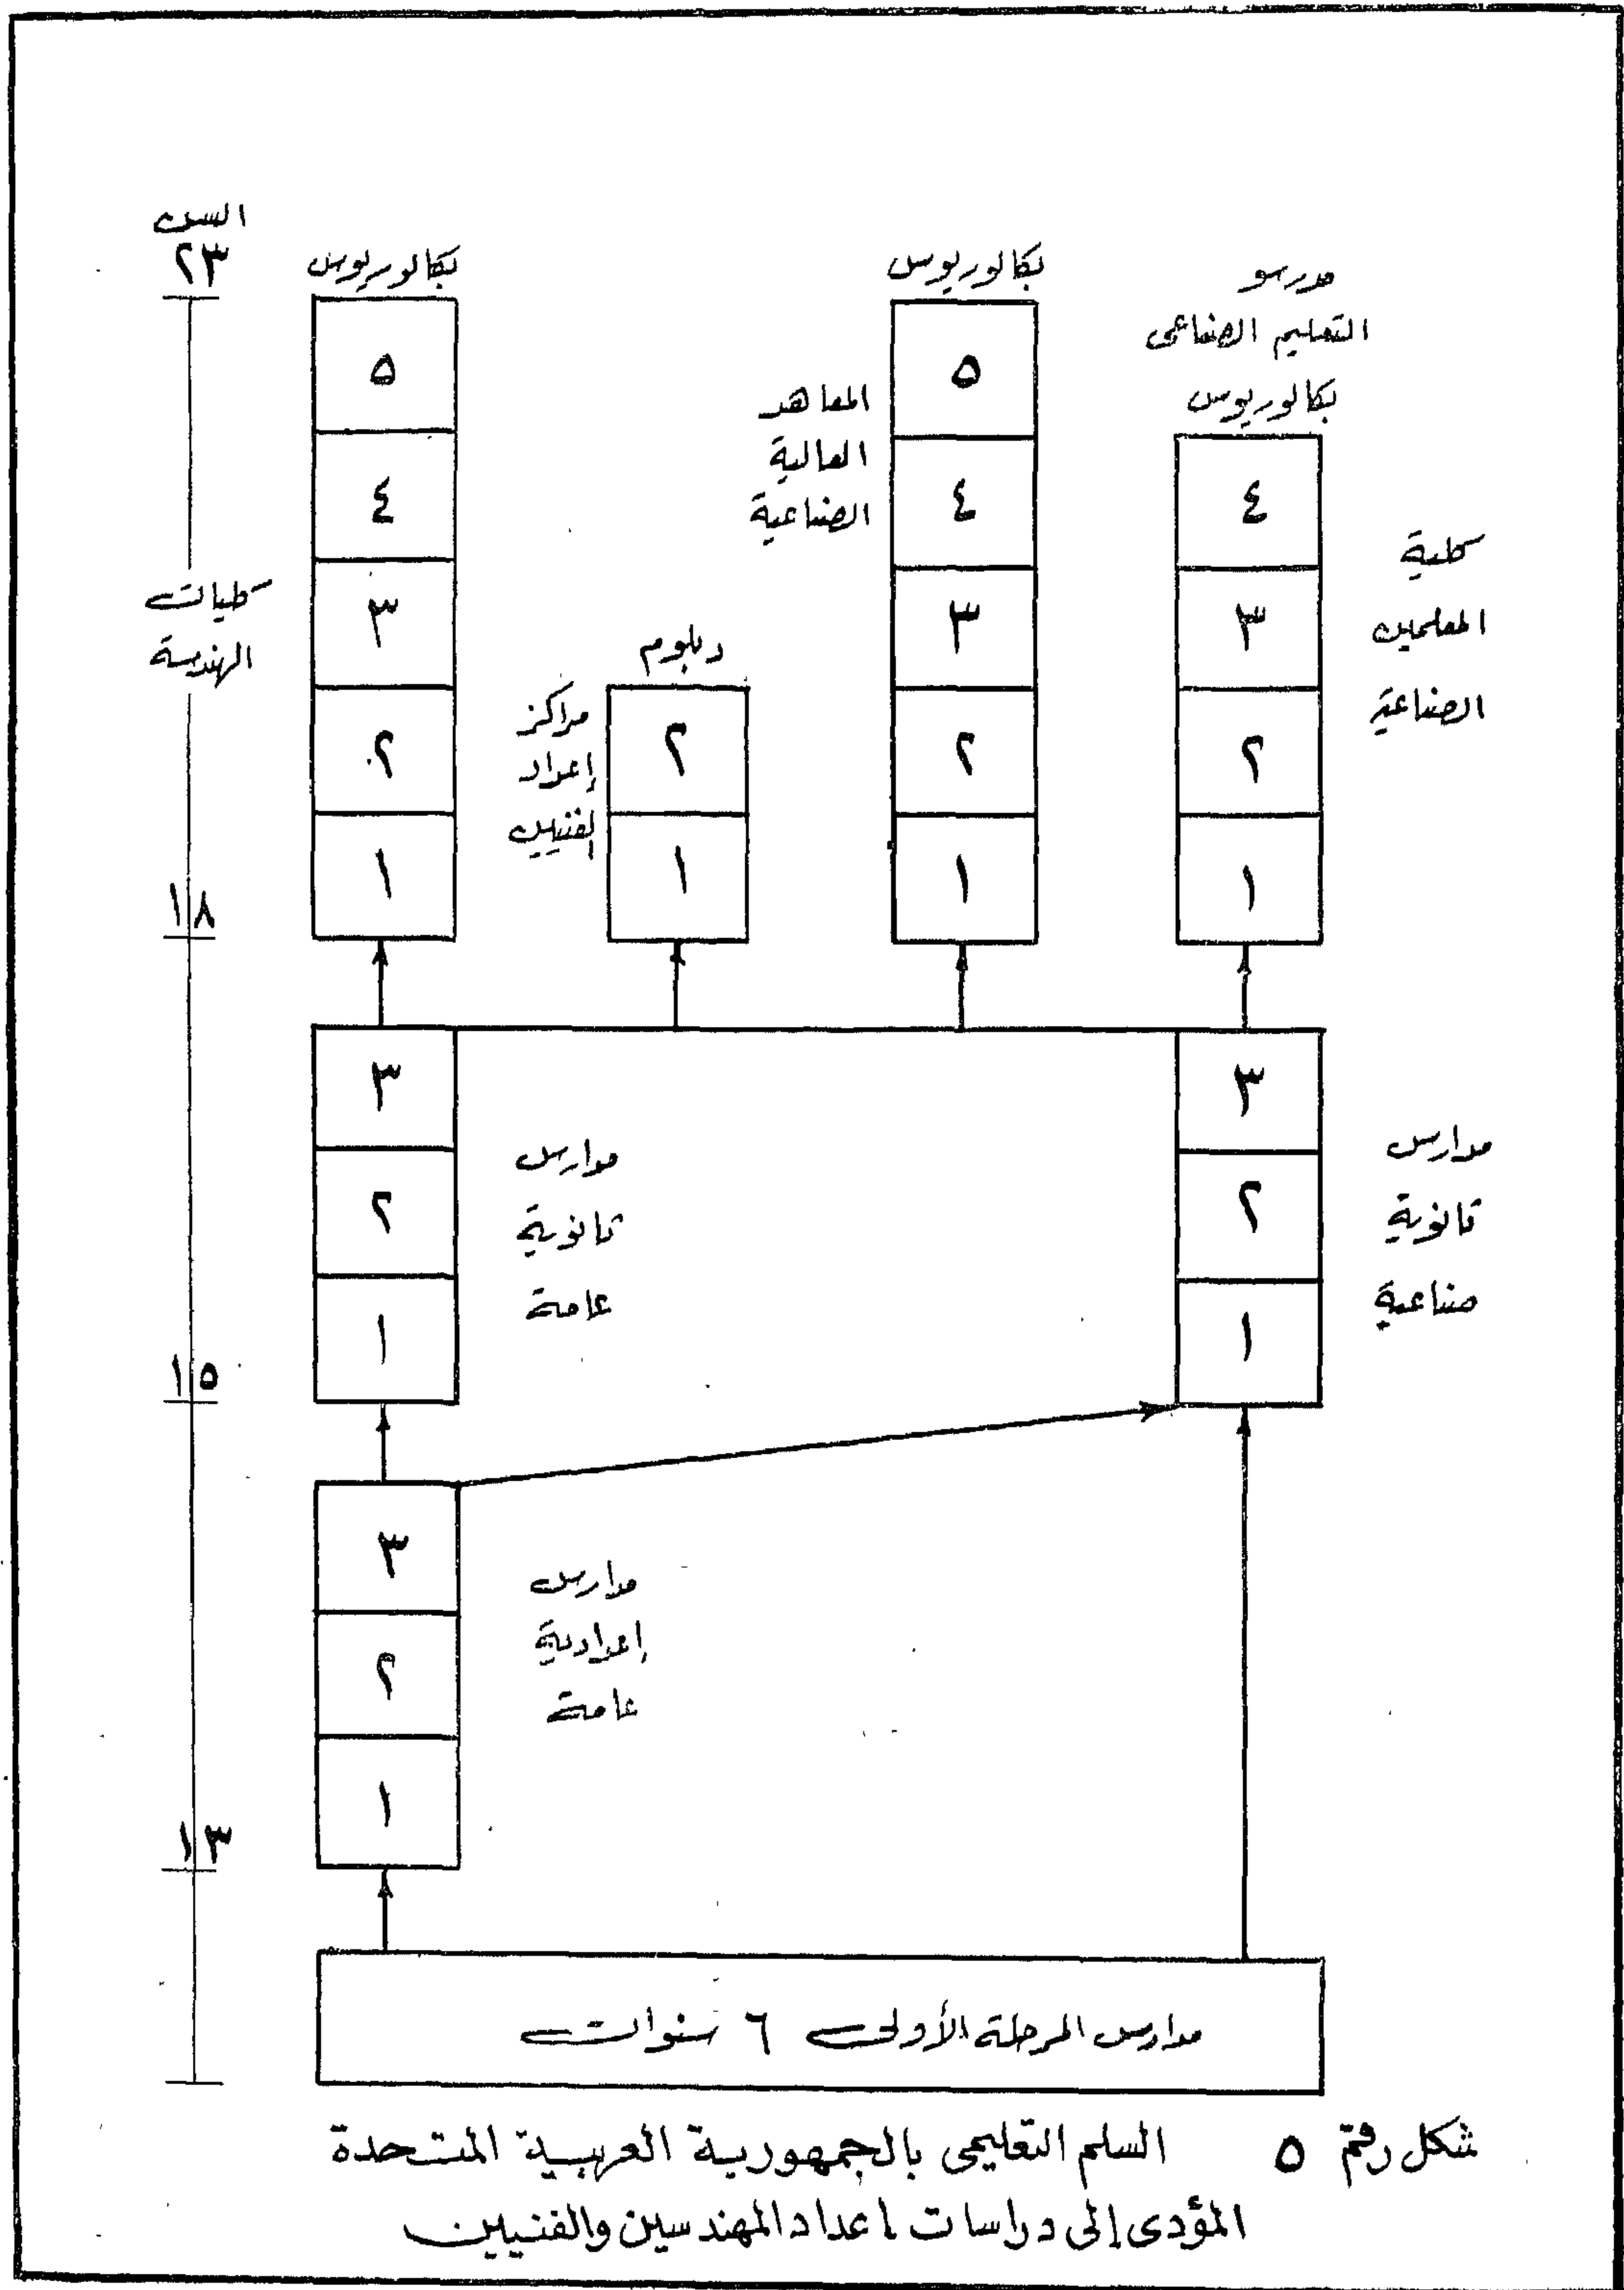 السن
٢٣
بكالوريوس
٥
٤
٣
٢
١
كليات
الهندسة
١٨
دبلوم
٢
١
مراكز
إعداد
الفنيين
بكالوريوس
٥
٤
٣
٢
١
المعاهد
العالية
الصناعية
مدرسو
التعليم الصناعى
بكالوريوس
٤
٣
٢
١
كلية
المعلمين
الصناعية
٣
٢
١
مدارس
ثانوية
عامة
٣
٢
١
مدارس
ثانوية
صناعية
١٥
٣
٢
١
مدارس
إعدادية
عامة
١٣
مدارس المرحلة الأولى ٦ سنوات
شكل رقم ٥ السلم التعليمى بالجمهورية العربية المتحدة
المؤدى إلى دراسات اعداد المهندسين والفنيين